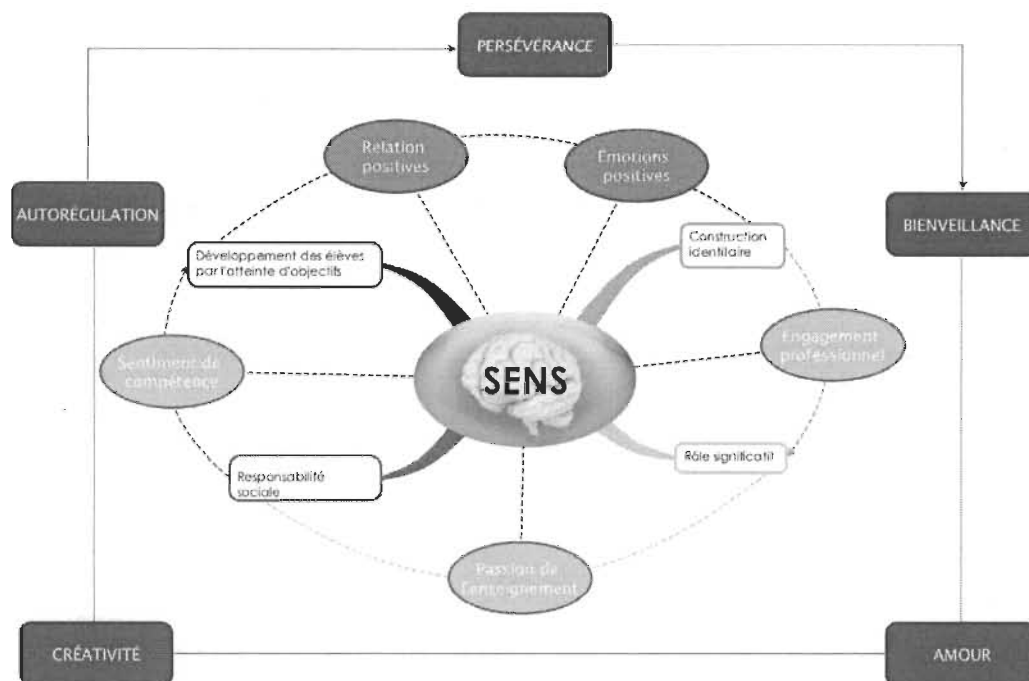 PERSÉVÉRANCE
Relation
positives
Émotions
positives
AUTORÉGULATION
BIENVEILLANCE
Développement des élèves
par l'atteinte d'objectifs
Construction
identitaire
Sentiment de
compétence
SENS
Engagement
professionnel
Responsabilité
sociale
Rôle significatif
Passion de
l'enseignement
CRÉATIVITÉ
AMOUR